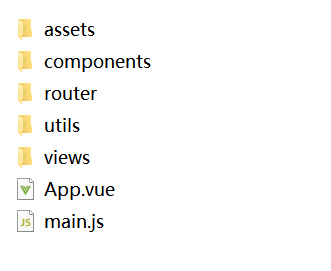 assets
components
router
utils
views
App.vue
main.js